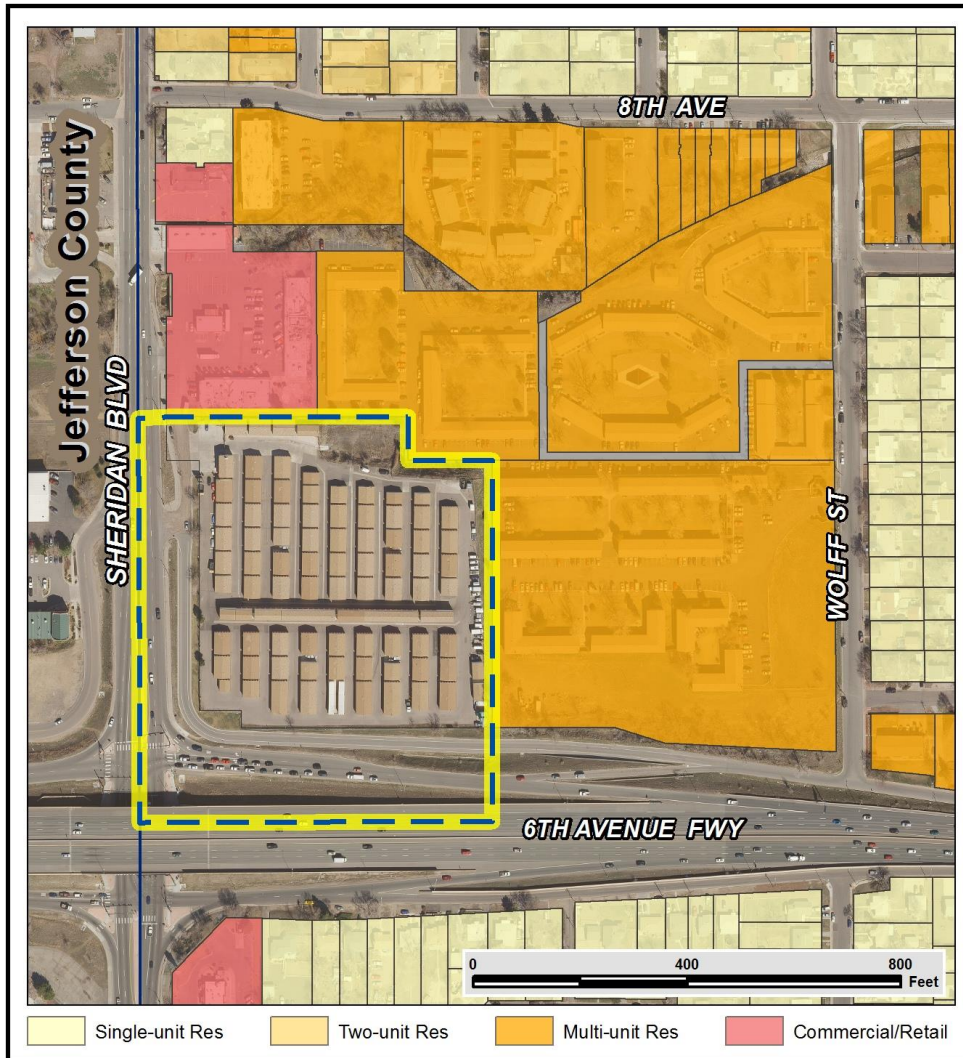 8TH AVE
Jefferson County
SHERIDAN BLVD
WOLFF ST
6TH AVENUE FWY
0 400 800
Feet
Single-unit Res Two-unit Res Multi-unit Res Commercial/Retail